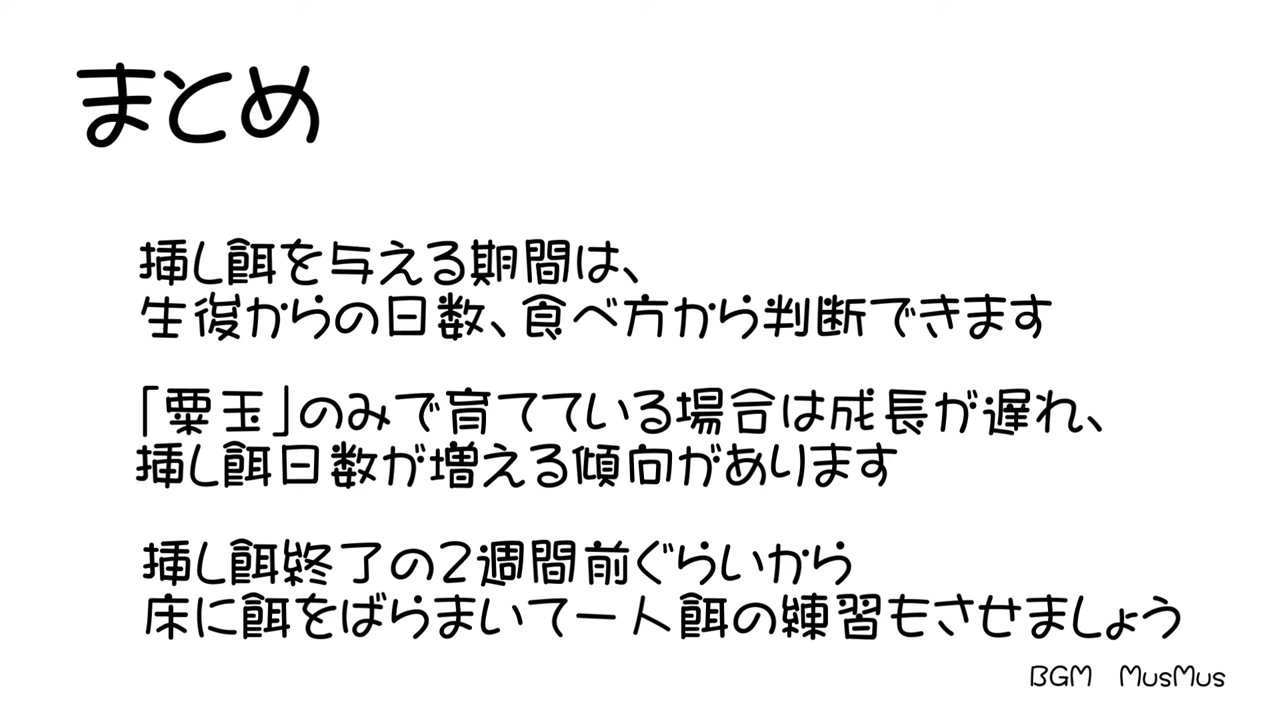 まとめ
挿し餌を与える期間は、
生後からの日数、食べ方から判断できます
「粟玉」のみで育てている場合は成長が遅れ、
挿し餌日数が増える傾向があります
挿し餌終了の2週間前ぐらいから
床に餌をばらまいて一人餌の練習もさせましょう
BGM MusMus